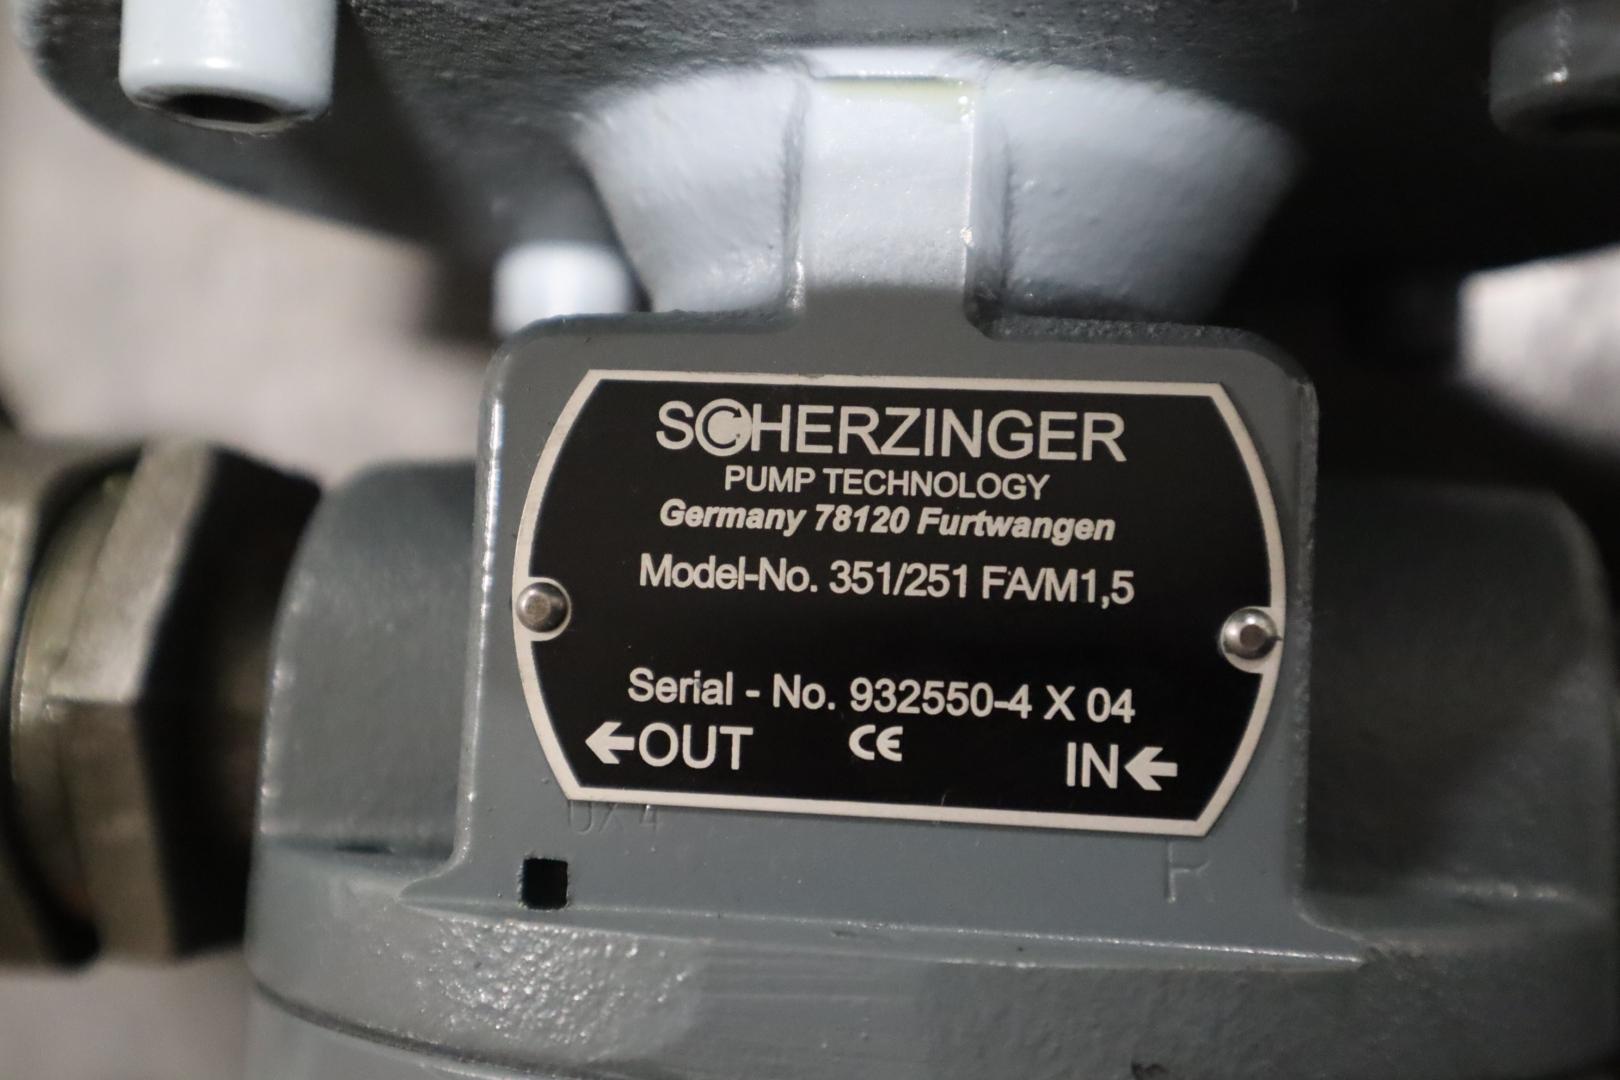 SCHERZINGER
PUMP TECHNOLOGY
Germany 78120 Furtwangen
Model-No. 351/251 FA/M1,5
Serial - No. 932550-4 X 04
←OUT CE IN←
R